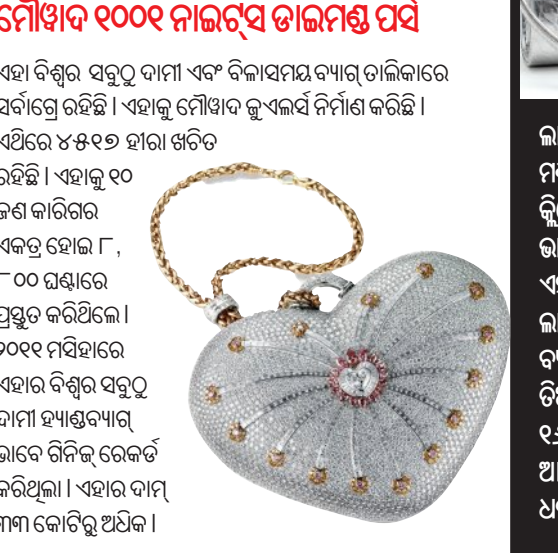 ମୌୱାଦ ୧୦୦୧ ନାଇଟ୍ସ ଡାଇମଣ୍ଡ ପର୍ସ
ଏହା ବିଶ୍ୱର ସବୁଠୁ ଦାମୀ ଏବଂ ବିଳାସମୟ ବ୍ୟାଗ୍ ତାଲିକାରେ
ସର୍ବାଗ୍ରେ ରହିଛି । ଏହାକୁ ମୌୱାଦ ଜୁଏଲର୍ସ ନିର୍ମାଣ କରିଛି ।
ଏଥିରେ ୪୫୧୭ ହୀରା ଖଚିତ
ରହିଛି । ଏହାକୁ ୧୦
ଜଣ କାରିଗର
ଏକତ୍ର ହୋଇ ୮,
୮୦୦ ଘଣ୍ଟାରେ
ପ୍ରସ୍ତୁତ କରିଥିଲେ ।
୨୦୧୧ ମସିହାରେ
ଏହାର ବିଶ୍ୱର ସବୁଠୁ
ଦାମୀ ହ୍ୟାଣ୍ଡବ୍ୟାଗ୍
ଭାବେ ଗିନିଜ୍ ରେକର୍ଡ
କରିଥିଲା । ଏହାର ଦାମ୍
୩୩ କୋଟିରୁ ଅଧିକ ।